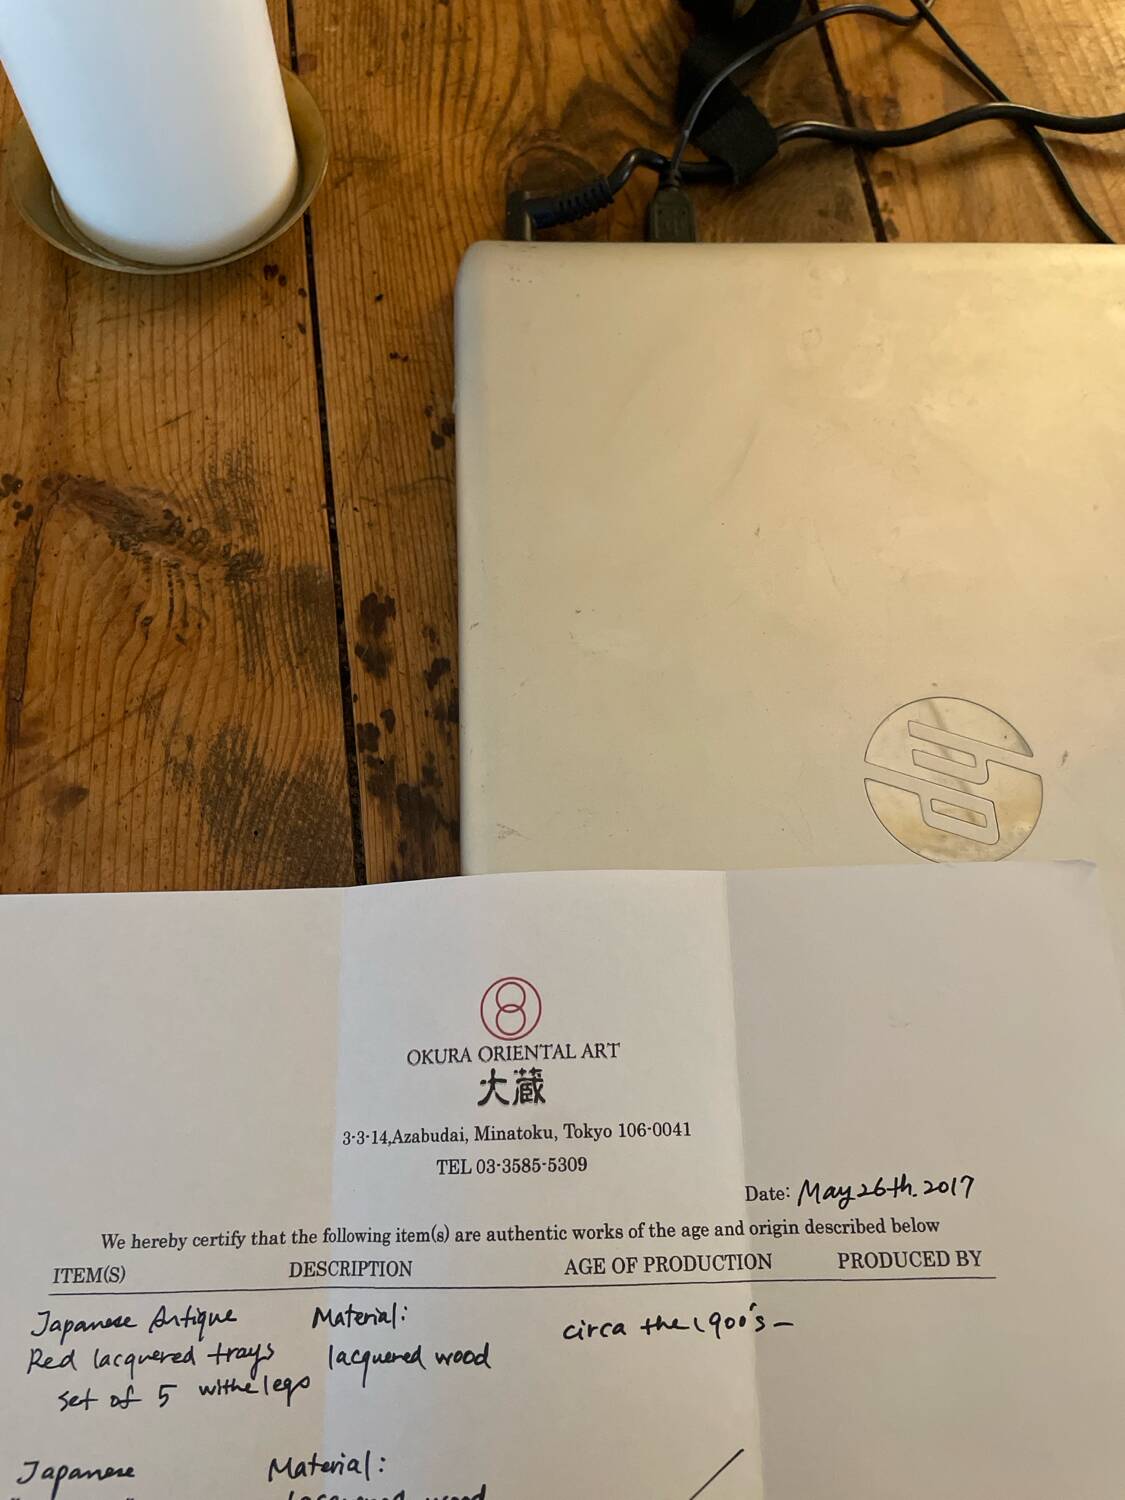 hp
OKURA ORIENTAL ART
大蔵
3-3-14,Azabudai, Minatoku, Tokyo 106-0041
TEL 03-3585-5309
Date: May 26th. 2017
We hereby certify that the following item(s) are authentic works of the age and origin described below
ITEM(S) DESCRIPTION AGE OF PRODUCTION PRODUCED BY
Japanese Antique Material: circa the 1900's –
Red lacquered trays lacquered wood
set of 5 withe legs
Japanese Material:
lacquered wood